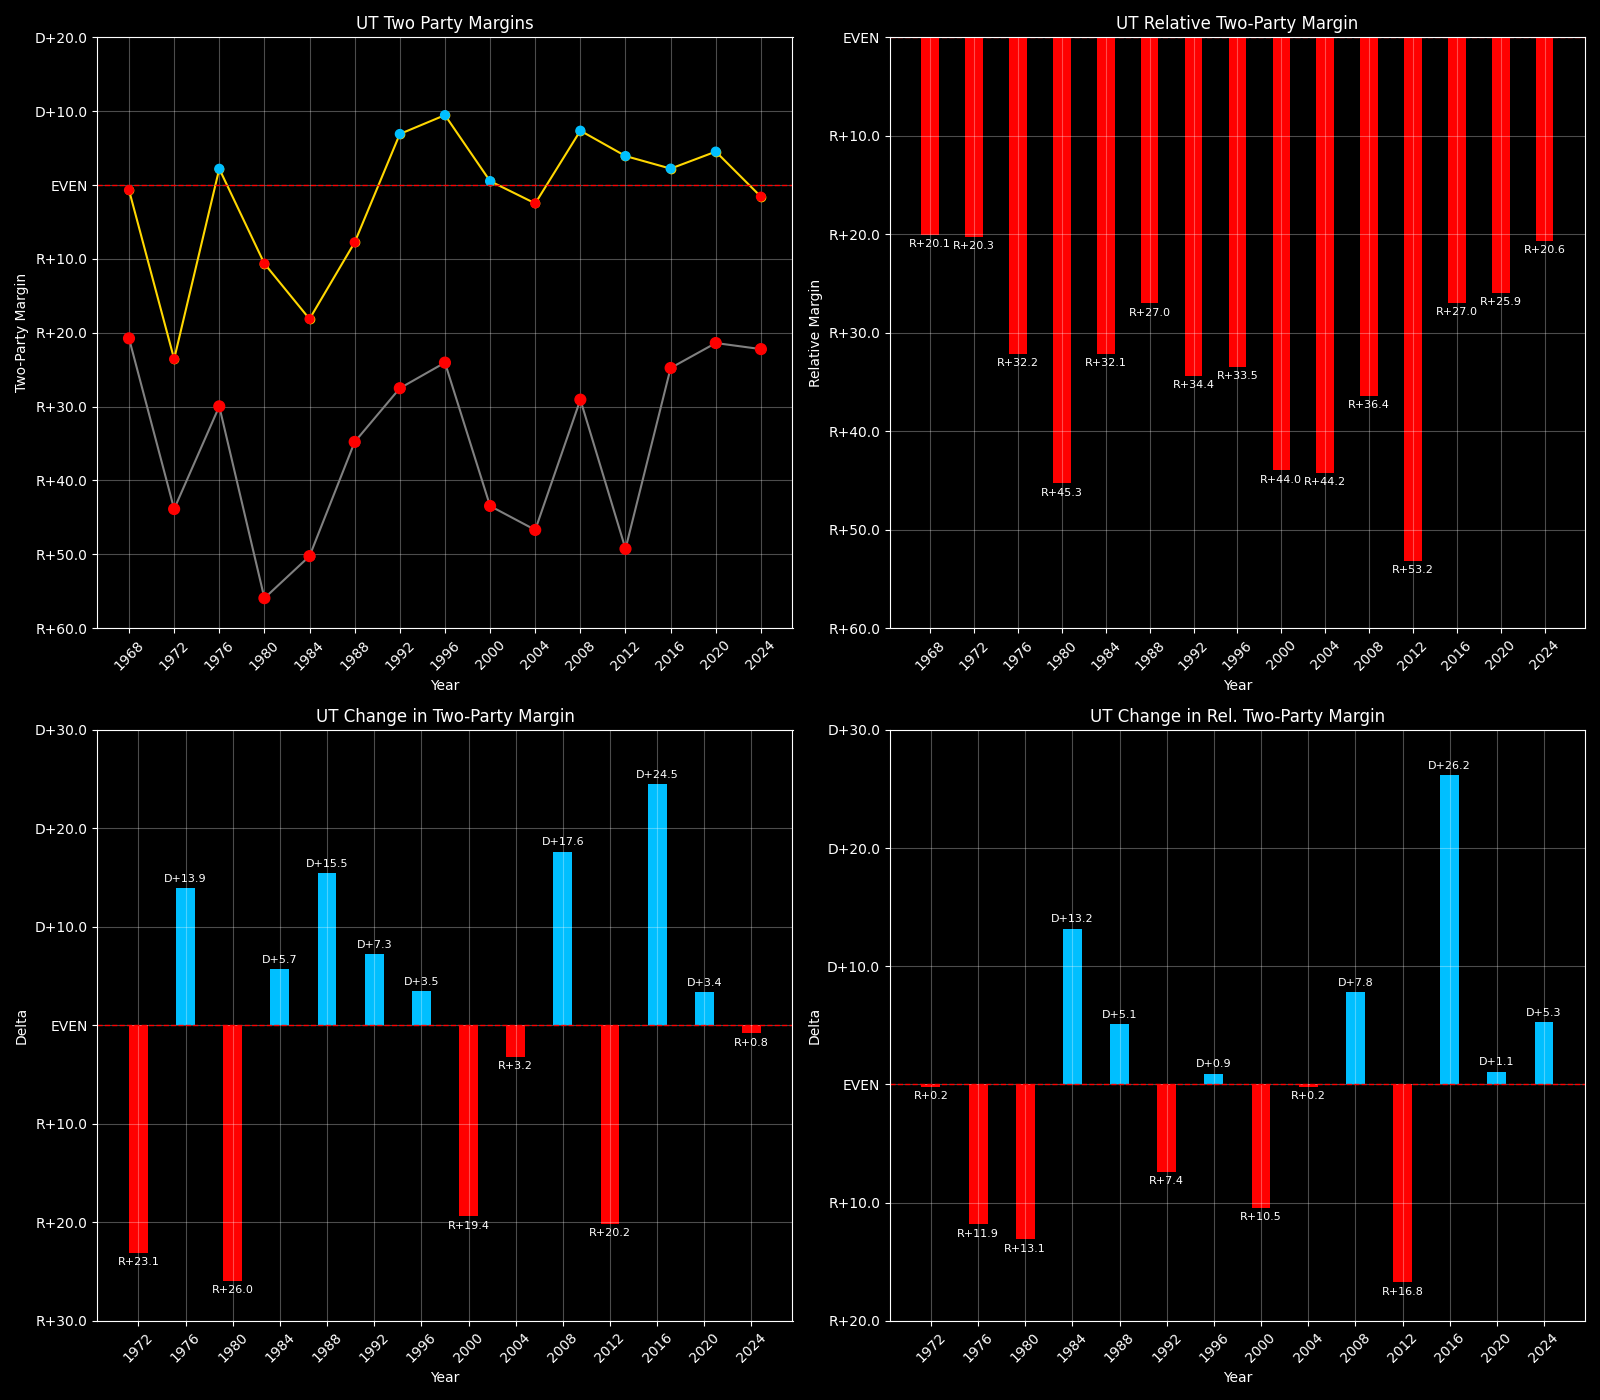 UT Two Party Margins
D+20.0
D+10.0
EVEN
R+10.0
R+20.0
R+30.0
R+40.0
R+50.0
R+60.0
Two-Party Margin
1968 1972 1976 1980 1984 1988 1992 1996 2000 2004 2008 2012 2016 2020 2024
Year
UT Relative Two-Party Margin
EVEN
R+10.0
R+20.0
R+30.0
R+40.0
R+50.0
R+60.0
Relative Margin
R+20.1 R+20.3 R+32.2 R+45.3 R+32.1 R+27.0 R+34.4 R+33.5 R+44.0 R+44.2 R+36.4 R+53.2 R+27.0 R+25.9 R+20.6
1968 1972 1976 1980 1984 1988 1992 1996 2000 2004 2008 2012 2016 2020 2024
Year
UT Change in Two-Party Margin
D+30.0
D+20.0
D+10.0
EVEN
R+10.0
R+20.0
R+30.0
Delta
R+23.1 D+13.9 R+26.0 D+5.7 D+15.5 D+7.3 D+3.5 R+19.4 R+3.2 D+17.6 R+20.2 D+24.5 D+3.4 R+0.8
1972 1976 1980 1984 1988 1992 1996 2000 2004 2008 2012 2016 2020 2024
Year
UT Change in Rel. Two-Party Margin
D+30.0
D+20.0
D+10.0
EVEN
R+10.0
R+20.0
Delta
R+0.2 R+11.9 R+13.1 D+13.2 D+5.1 R+7.4 D+0.9 R+10.5 R+0.2 D+7.8 R+16.8 D+26.2 D+1.1 D+5.3
1972 1976 1980 1984 1988 1992 1996 2000 2004 2008 2012 2016 2020 2024
Year